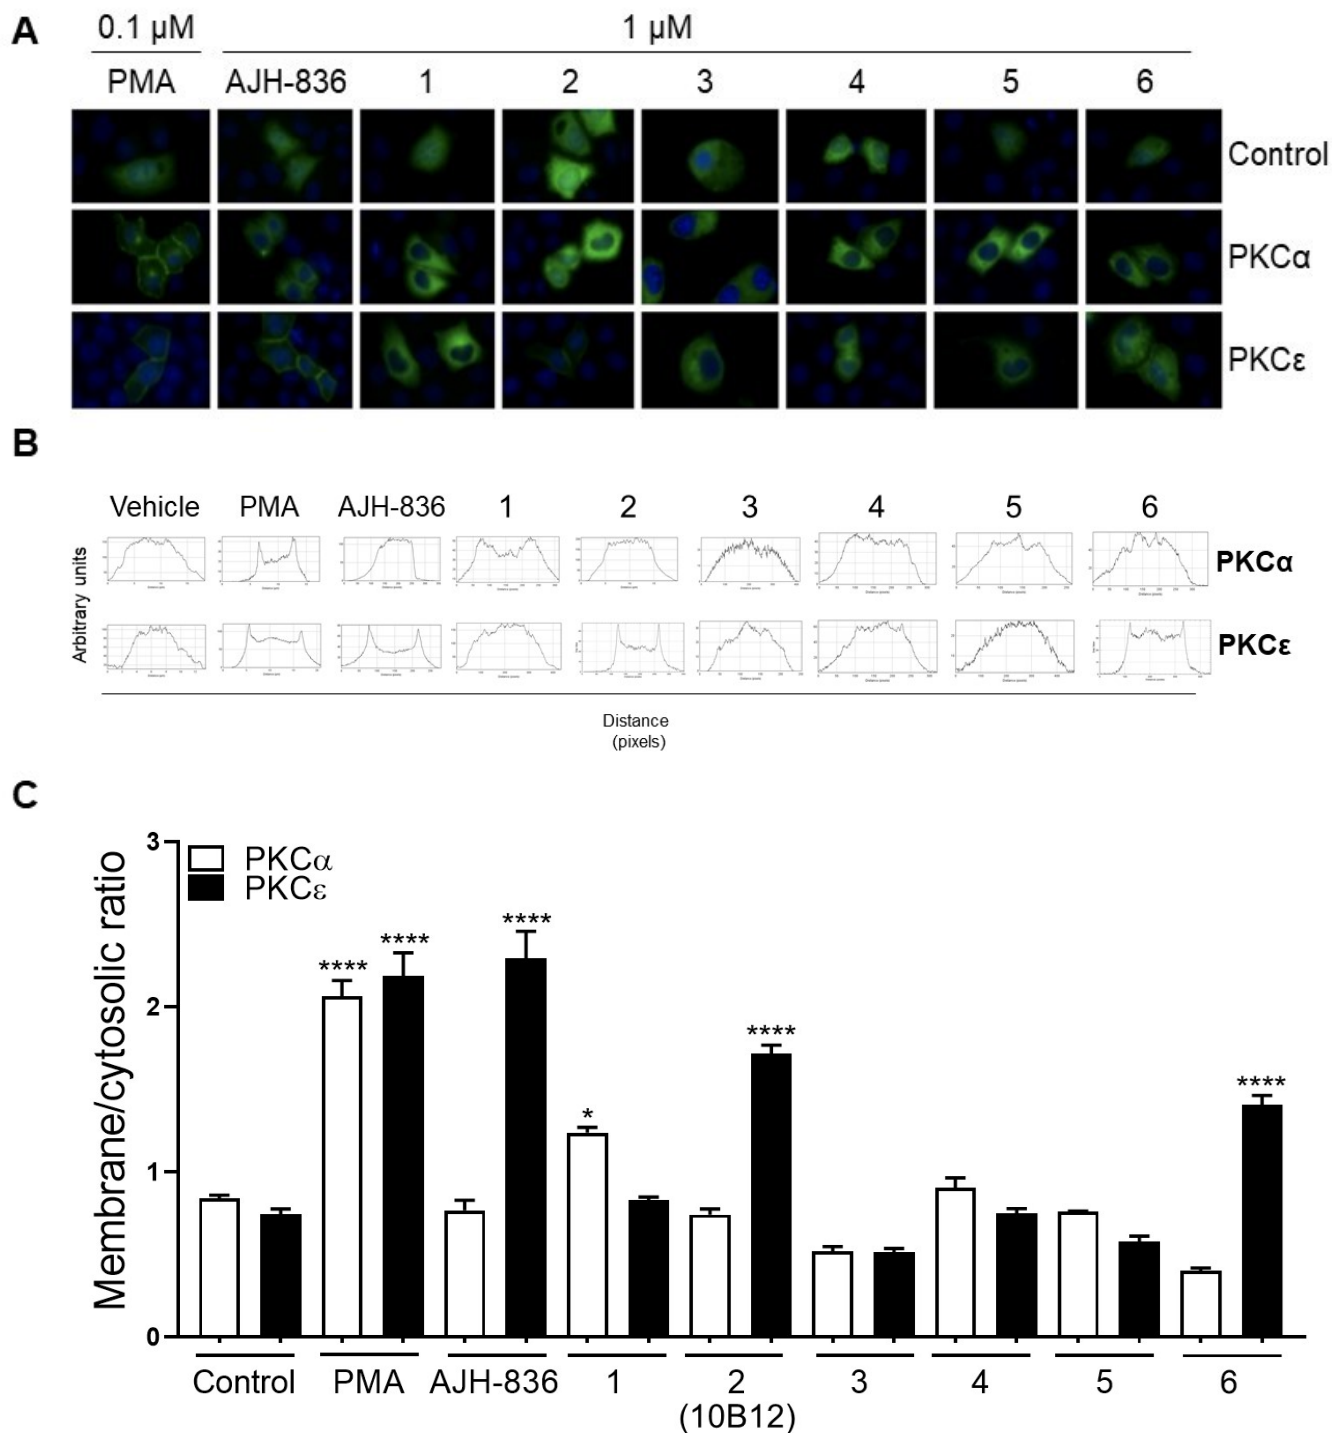 A
0.1 μM 1 μM
PMA AJH-836 1 2 3 4 5 6
Control
PKCα
PKCε
B
Vehicle PMA AJH-836 1 2 3 4 5 6
Arbitrary units
PKCα
PKCε
Distance
(pixels)
C
Membrane/cytosolic ratio
3
2
1
0
PKCα
PKCε
****
****
****
*
****
****
Control PMA AJH-836 1 2 3 4 5 6
(10B12)